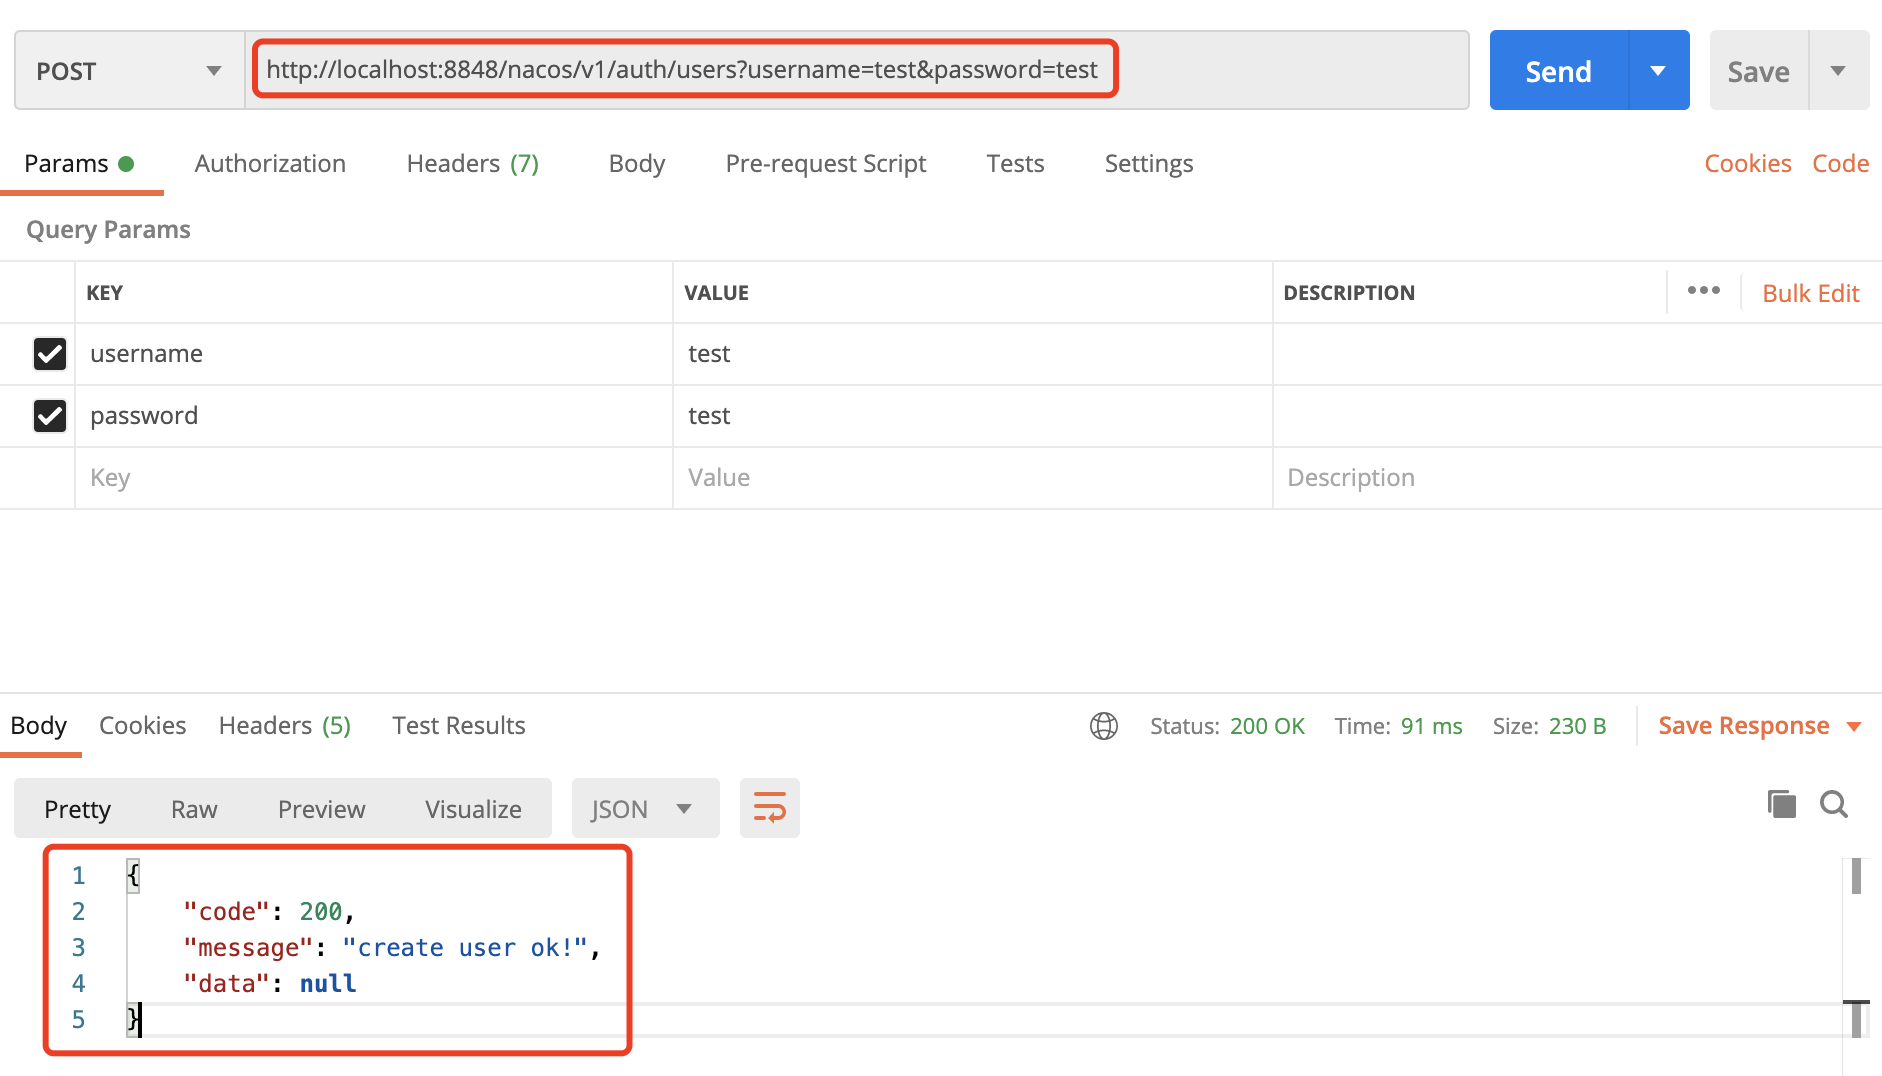 POST http://localhost:8848/nacos/v1/auth/users?username=test&password=test Send Save
Params Authorization Headers (7) Body Pre-request Script Tests Settings Cookies Code
Query Params
KEY VALUE DESCRIPTION ••• Bulk Edit
username test
password test
Key Value Description
Body Cookies Headers (5) Test Results Status: 200 OK Time: 91 ms Size: 230 B Save Response
Pretty Raw Preview Visualize JSON
1 {
2 "code": 200,
3 "message": "create user ok!",
4 "data": null
5 }